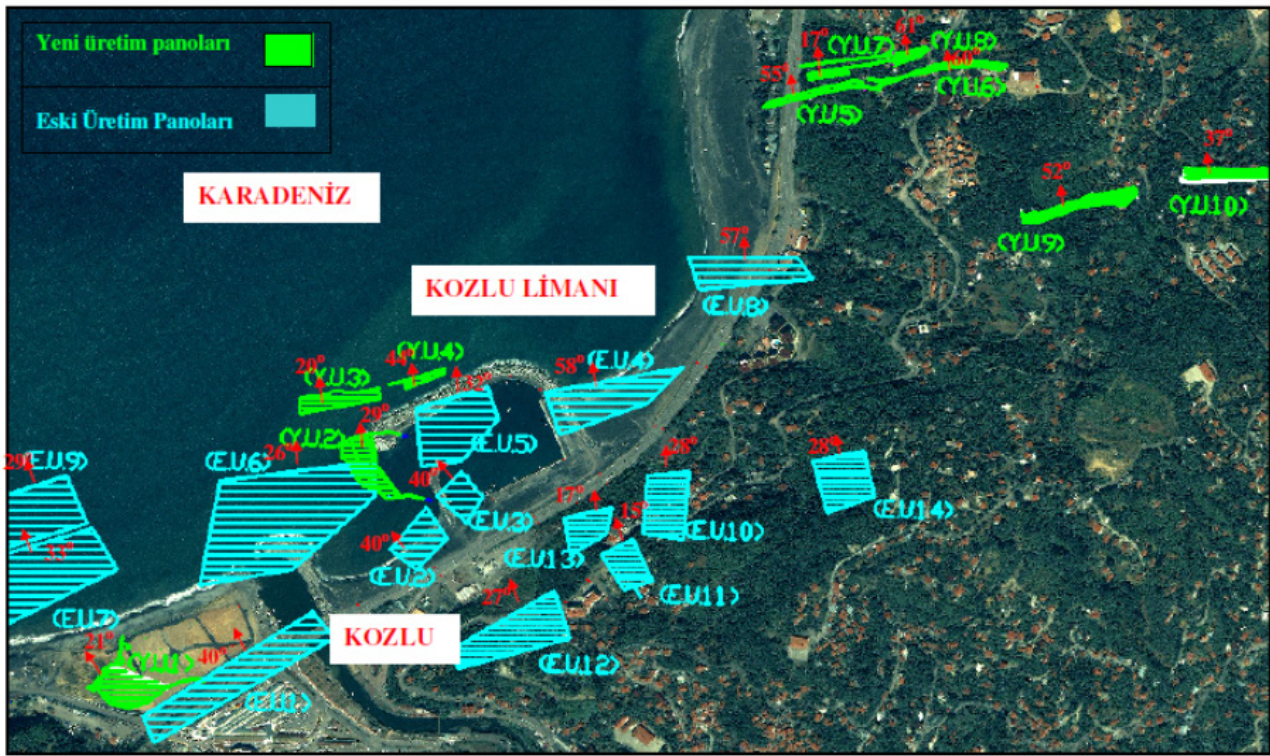 Yeni üretim panoları
Eski Üretim Panoları
KARADENİZ
KOZLU LİMANI
KOZLU
61°
17°
(Y.U.7)
(Y.U.8)
55°
60°
(Y.U.6)
(Y.U.5)
37°
52°
(Y.U.10)
(Y.U.9)
57°
(E.U.8)
20°
(Y.U.3)
44°
(Y.U.4)
32°
58°
(E.U.4)
29°
(Y.U.2)
26°
(E.U.5)
(E.U.6)
29°
(E.U.9)
40°
28°
28°
(E.U.3)
17°
15°
(E.U.10)
(E.U.14)
33°
40°
(E.U.2)
(E.U.13)
(E.U.11)
(E.U.7)
27°
(E.U.12)
21°
(Y.U.1)
40°
(E.U.1)